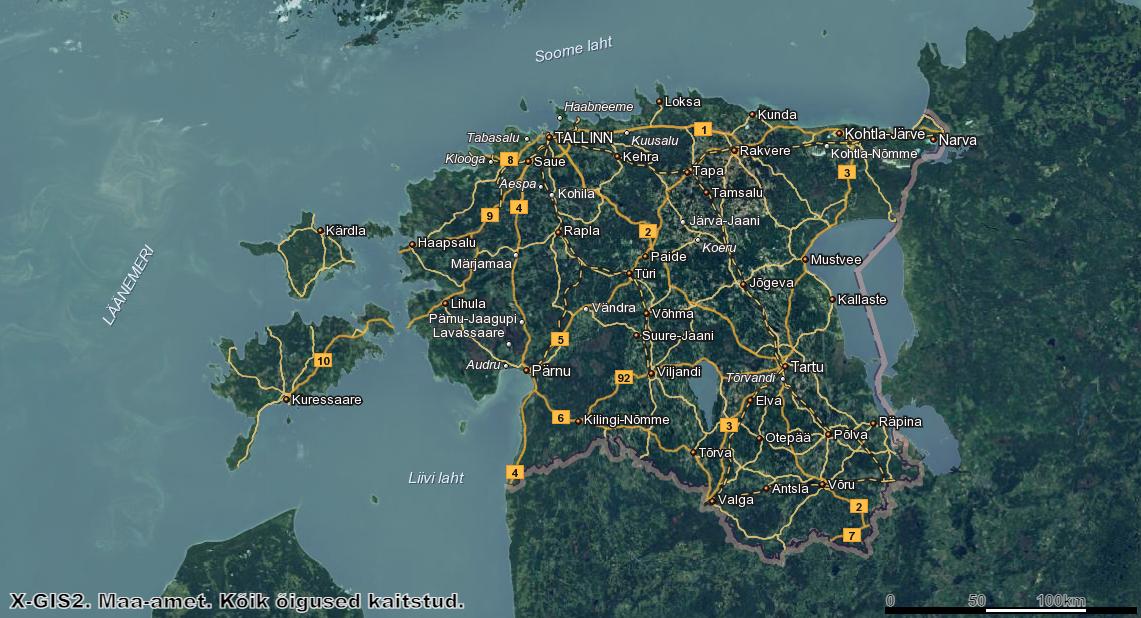 Soome laht
Haabneeme
Loksa
Kunda
Tabasalu
TALLINN
Kuusalu
1
Kohtla-Järve
Narva
Klooga
8
Saue
Kehra
Rakvere
Kohtla-Nõmme
Aespa
Kohila
Tapa
3
Tamsalu
9
4
Järva-Jaani
Kärdla
Haapsalu
Rapla
2
Koeru
Märjamaa
Paide
Mustvee
LÄÄNEMERI
Türi
Jõgeva
Lihula
Vändra
Võhma
Kallaste
Pärnu-Jaagupi
Lavassaare
Suure-Jaani
5
10
Audru
Pärnu
92
Viljandi
Tõrvandi
Tartu
Kuressaare
Elva
6
Kilingi-Nõmme
3
Otepää
Põlva
Räpina
Tõrva
4
Liivi laht
Valga
Antsla
Võru
2
7
X-GIS2. Maa-amet. Kõik õigused kaitstud.
0 50 100km